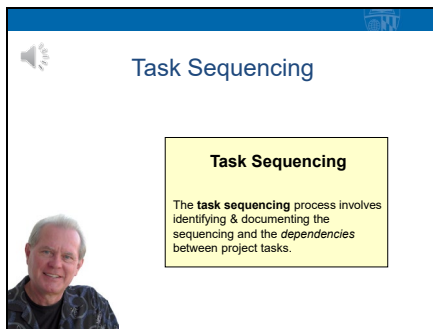 Task Sequencing
Task Sequencing
The task sequencing process involves
identifying & documenting the
sequencing and the dependencies
between project tasks.